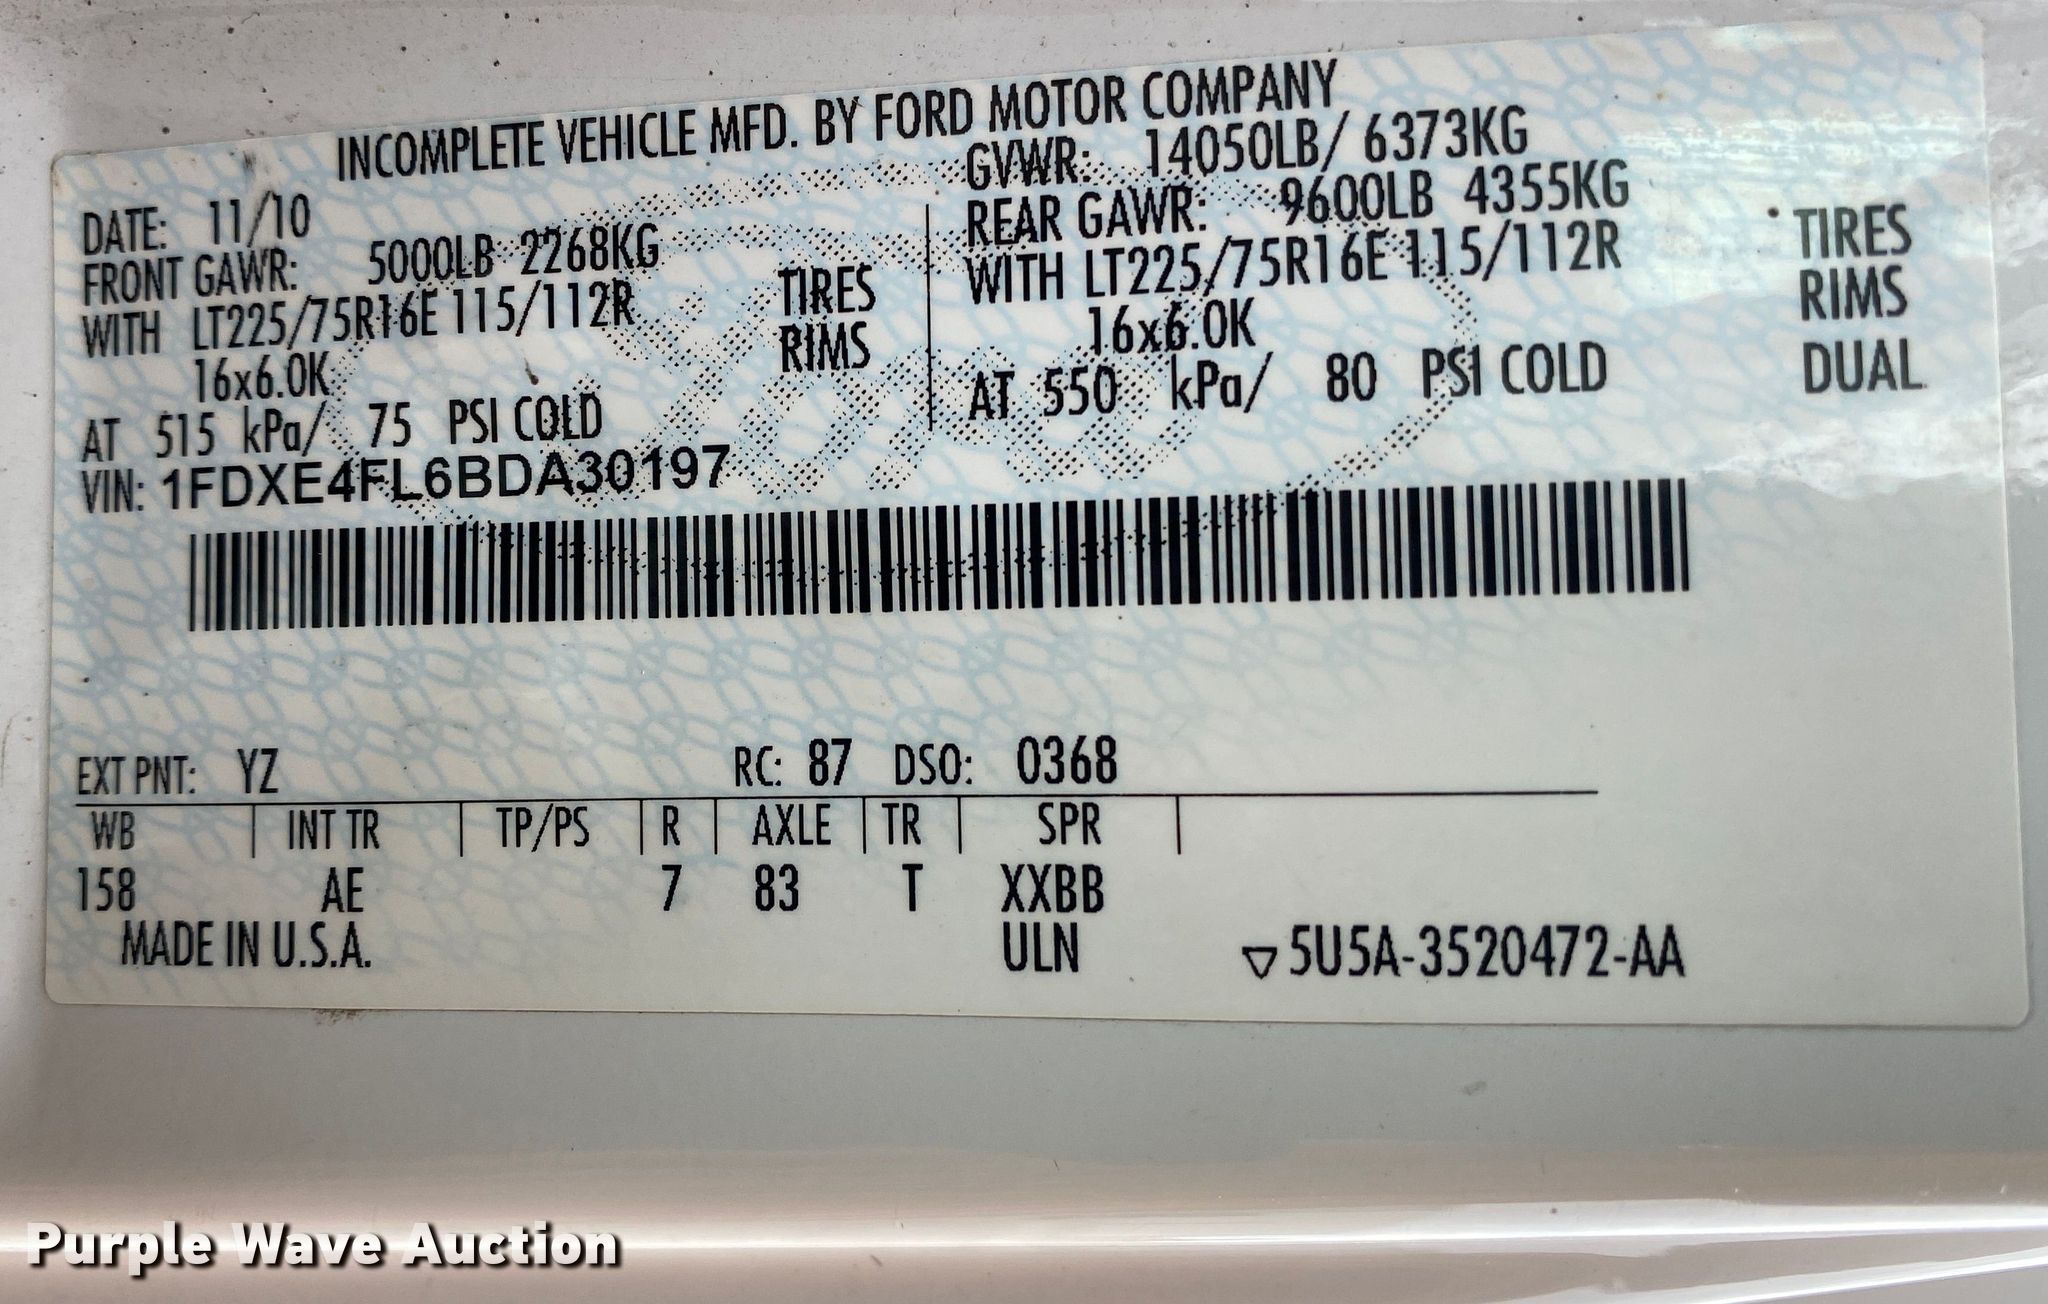 INCOMPLETE VEHICLE MFD. BY FORD MOTOR COMPANY
DATE: 11/10
GVWR: 14050LB/ 6373KG
FRONT GAWR: 5000LB 2268KG
REAR GAWR: 9600LB 4355KG
WITH LT225/75R16E 115/112R TIRES
WITH LT225/75R16E 115/112R TIRES
16x6.0K RIMS
16x6.0K RIMS
AT 515 kPa/ 75 PSI COLD
AT 550 kPa/ 80 PSI COLD DUAL
VIN: 1FDXE4FL6BDA30197
EXT PNT: YZ RC: 87 DSO: 0368
WB INT TR TP/PS R AXLE TR SPR
158 AE 7 83 T XXBB
MADE IN U.S.A. ULN ▽5U5A-3520472-AA
Purple Wave Auction